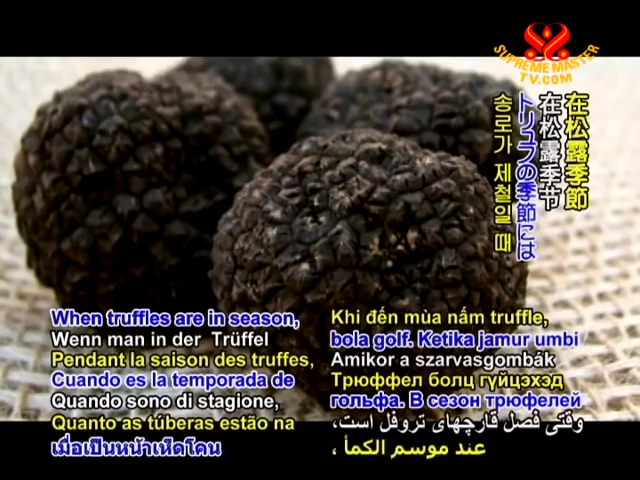 SUPREME MASTER
TV.COM
在松露季節
在松露季节
トリュフの季節には
송로가 제철일 때
When truffles are in season,
Wenn man in der Trüffel
Pendant la saison des truffes,
Cuando es la temporada de
Quando sono di stagione,
Quanto as túberas estão na
เมื่อเป็นหน้าเห็ดโคน
Khi đến mùa nấm truffle,
bola golf. Ketika jamur umbi
Amikor a szarvasgombák
Трюффел болц гүйцэхэд
гольфа. В сезон трюфелей
وقتی فصل قارچهای تروفل است،
عند موسم الكمأ ،